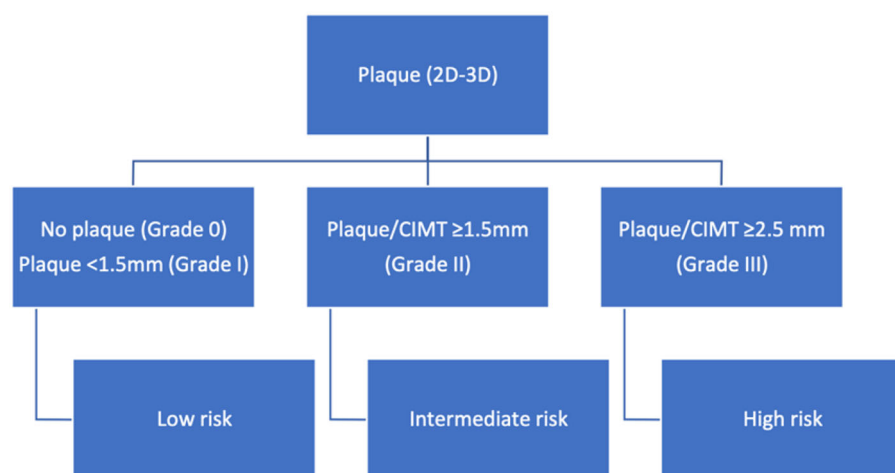 Plaque (2D-3D)
No plaque (Grade 0)
Plaque <1.5mm (Grade I)
Plaque/CIMT ≥1.5mm
(Grade II)
Plaque/CIMT ≥2.5 mm
(Grade III)
Low risk
Intermediate risk
High risk